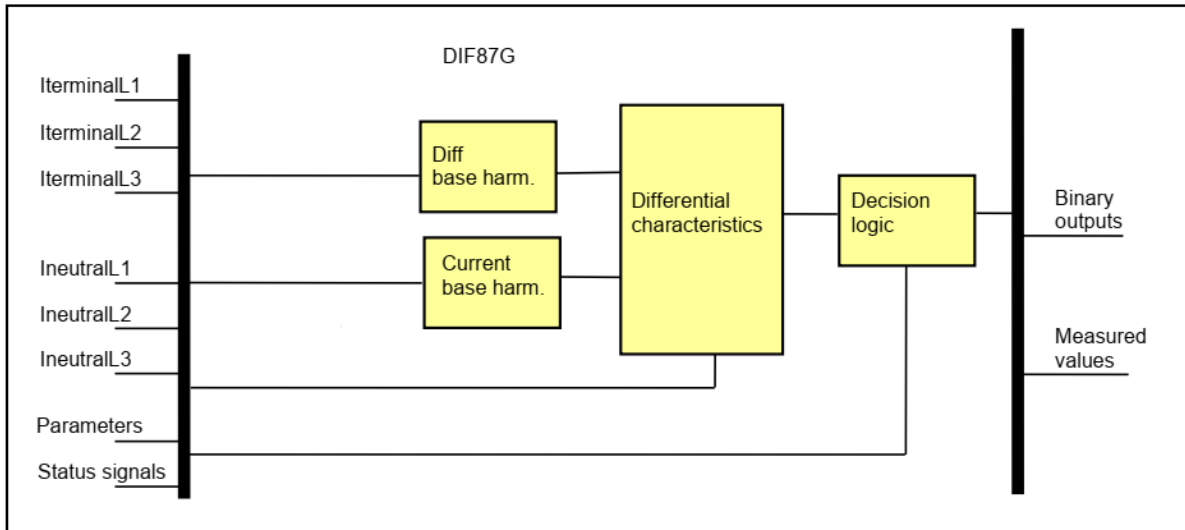 DIF87G
IterminalL1
IterminalL2
IterminalL3
IneutralL1
IneutralL2
IneutralL3
Parameters
Status signals
Diff
base harm.
Current
base harm.
Differential
characteristics
Decision
logic
Binary
outputs
Measured
values